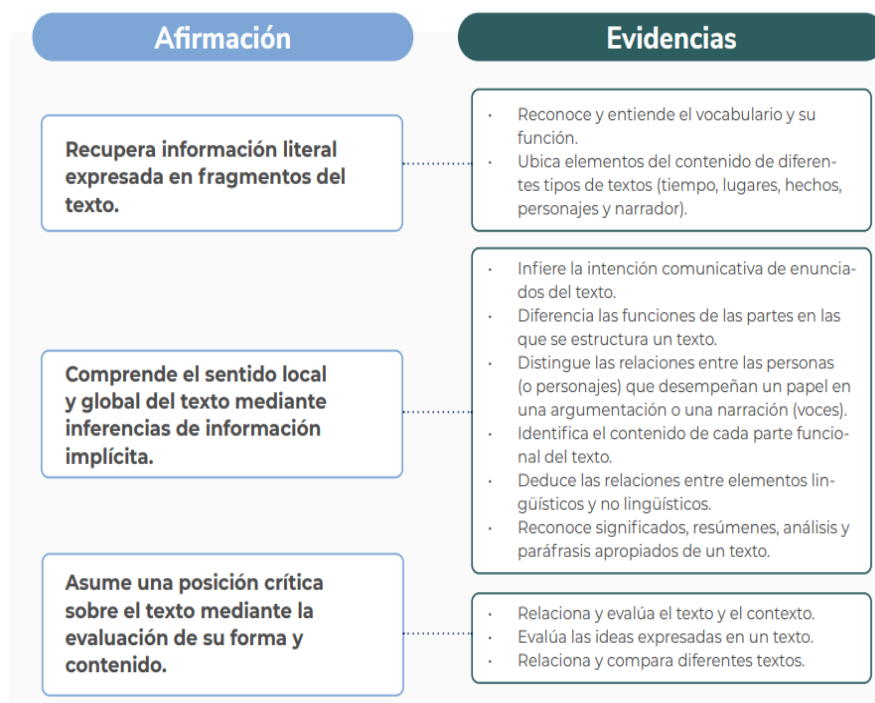 Afirmación
Evidencias
Recupera información literal
expresada en fragmentos del
texto.
· Reconoce y entiende el vocabulario y su
función.
· Ubica elementos del contenido de diferen-
tes tipos de textos (tiempo, lugares, hechos,
personajes y narrador).
Comprende el sentido local
y global del texto mediante
inferencias de información
implícita.
· Infiere la intención comunicativa de enuncia-
dos del texto.
· Diferencia las funciones de las partes en las
que se estructura un texto.
· Distingue las relaciones entre las personas
(o personajes) que desempeñan un papel en
una argumentación o una narración (voces).
· Identifica el contenido de cada parte funcio-
nal del texto.
· Deduce las relaciones entre elementos lin-
güísticos y no lingüísticos.
· Reconoce significados, resúmenes, análisis y
paráfrasis apropiados de un texto.
Asume una posición crítica
sobre el texto mediante la
evaluación de su forma y
contenido.
· Relaciona y evalúa el texto y el contexto.
· Evalúa las ideas expresadas en un texto.
· Relaciona y compara diferentes textos.